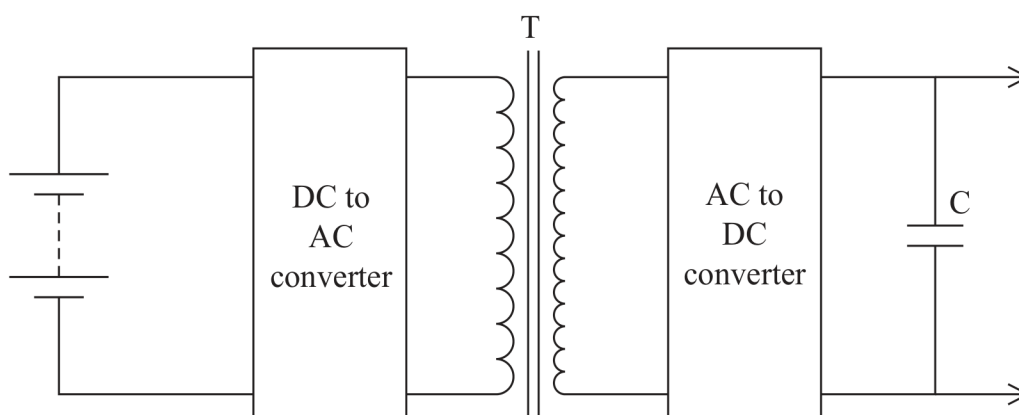 T
DC to
AC
converter
AC to
DC
converter
C